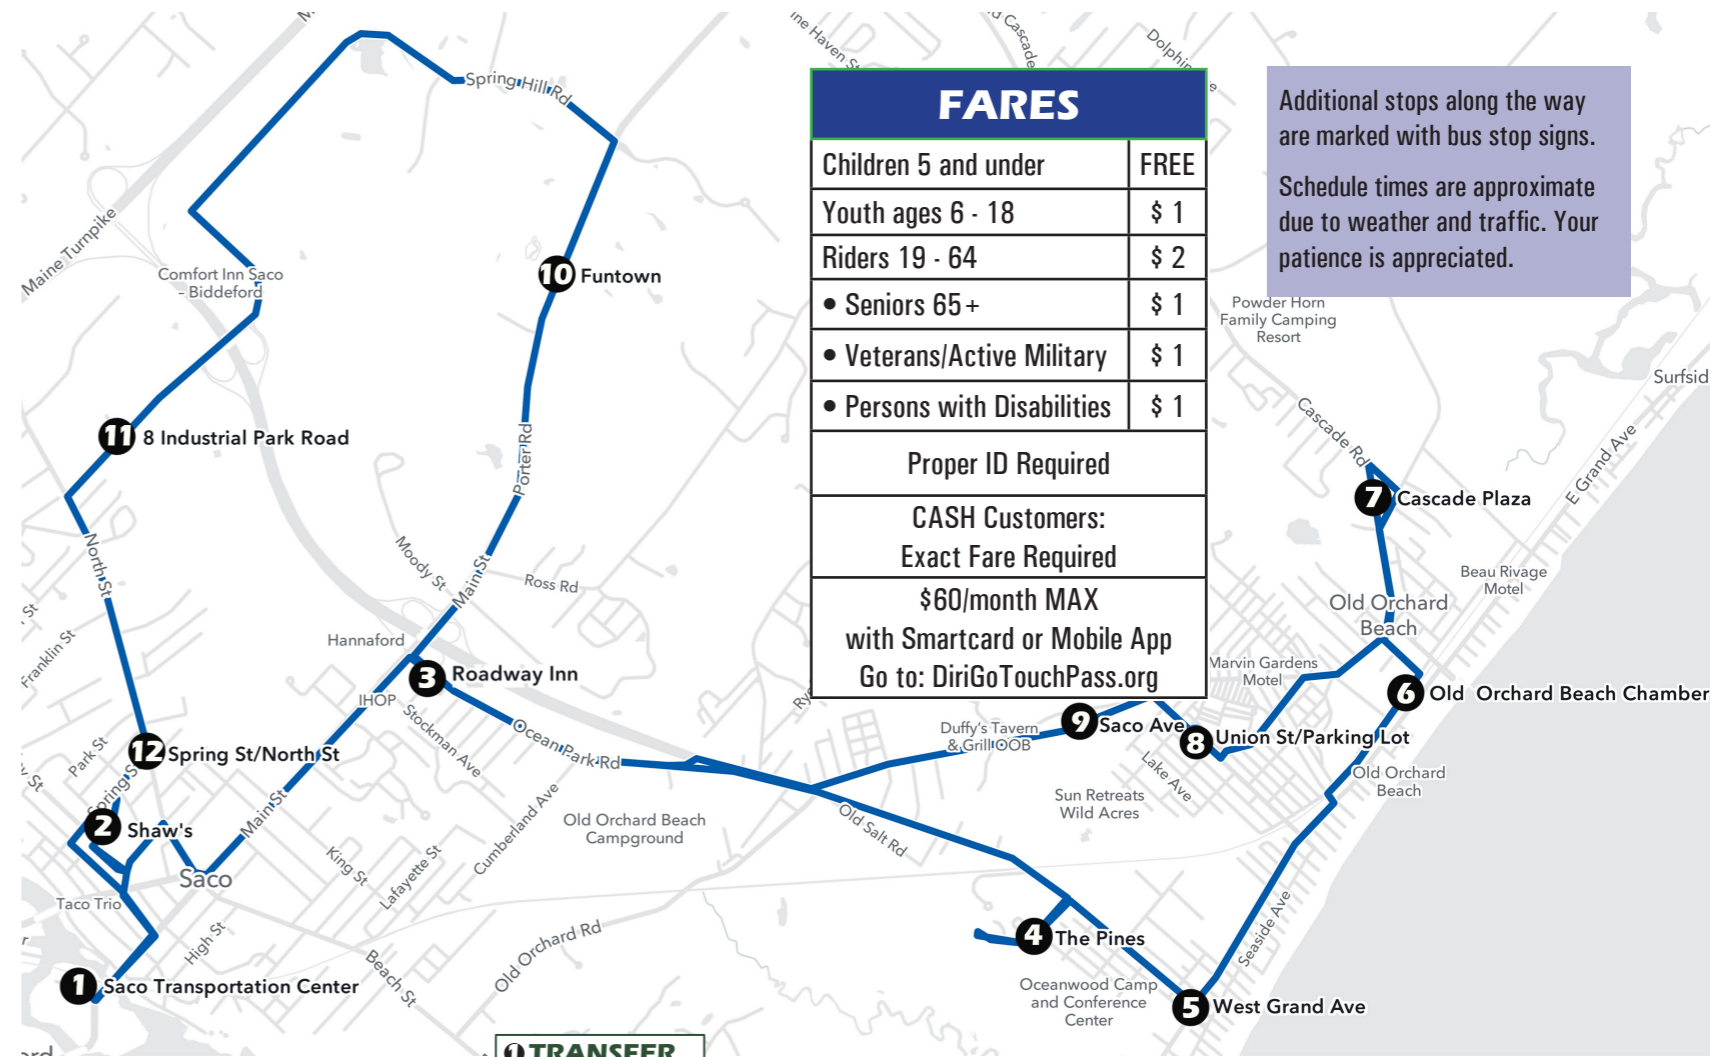 FARES
Children 5 and under FREE
Youth ages 6 - 18 $ 1
Riders 19 - 64 $ 2
• Seniors 65+ $ 1
• Veterans/Active Military $ 1
• Persons with Disabilities $ 1
Proper ID Required
CASH Customers:
Exact Fare Required
$60/month MAX
with Smartcard or Mobile App
Go to: DiriGoTouchPass.org
Additional stops along the way
are marked with bus stop signs.
Schedule times are approximate
due to weather and traffic. Your
patience is appreciated.
Spring Hill Rd
Maine Turnpike
Comfort Inn Saco
- Biddeford
10 Funtown
Powder Horn
Family Camping
Resort
Cascade Rd
E Grand Ave
11 8 Industrial Park Road
Porter Rd
7 Cascade Plaza
North St
Moody St
Main St
Ross Rd
Beau Rivage
Motel
Old Orchard
Beach
Franklin St
Hannaford
3 Roadway Inn
Marvin Gardens
Motel
IHOP
Stockman Ave
6 Old Orchard Beach Chamber
Ocean Park Rd
Duffy's Tavern
& Grill OOB
9 Saco Ave
8 Union St/Parking Lot
Park St
12 Spring St/North St
Lake Ave
Old Orchard
Beach
Main St
Cumberland Ave
Sun Retreats
Wild Acres
2 Shaw's
Old Orchard Beach
Campground
Old Salt Rd
King St
Lafayette St
Saco
Taco Trio
High St
Seaside Ave
Old Orchard Rd
4 The Pines
Beach St
1 Saco Transportation Center
Oceanwood Camp
and Conference
Center
5 West Grand Ave
TRANSFER